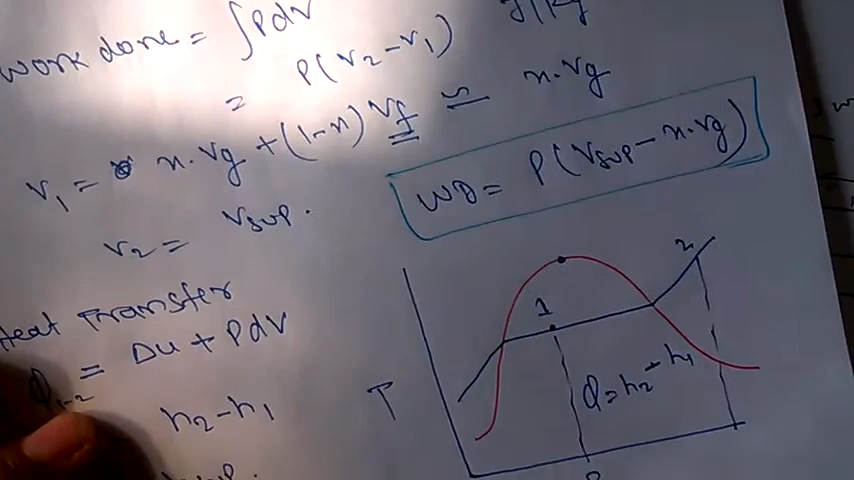 work done = ∫Pdv
= P(v₂-v₁)
v₁ = x.vg + (1-x) vf ≃ x.vg
v₂ = vsup.
WD = P(vsup - x.vg)
Heat Transfer
Q₁₋₂ = Du + Pdv
h₂-h₁
T
1
2
Q = h₂-h₁